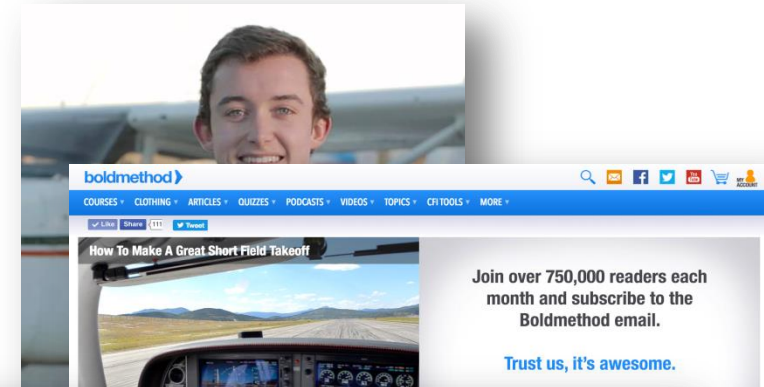 boldmethod
MY ACCOUNT
COURSES CLOTHING ARTICLES QUIZZES PODCASTS VIDEOS TOPICS CFI TOOLS MORE
Like Share 111 Tweet
How To Make A Great Short Field Takeoff
Join over 750,000 readers each
month and subscribe to the
Boldmethod email.
Trust us, it's awesome.